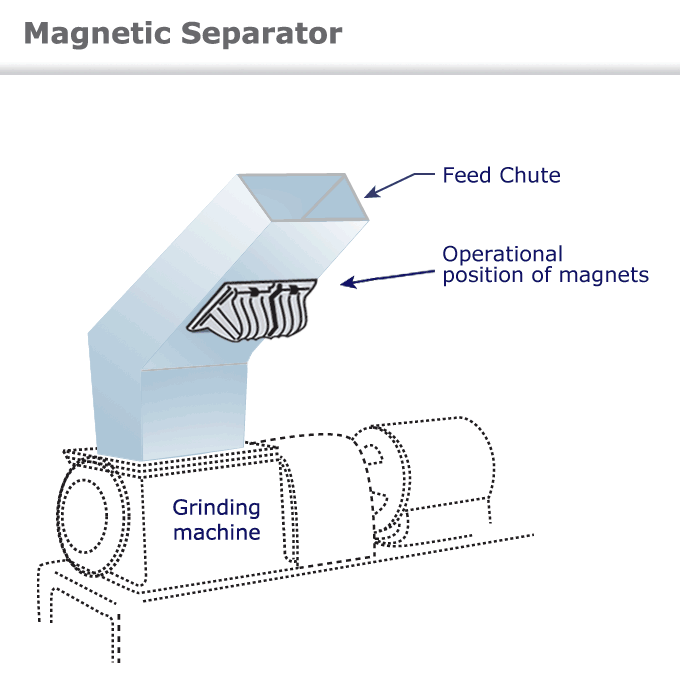 Magnetic Separator
Feed Chute
Operational
position of magnets
Grinding
machine